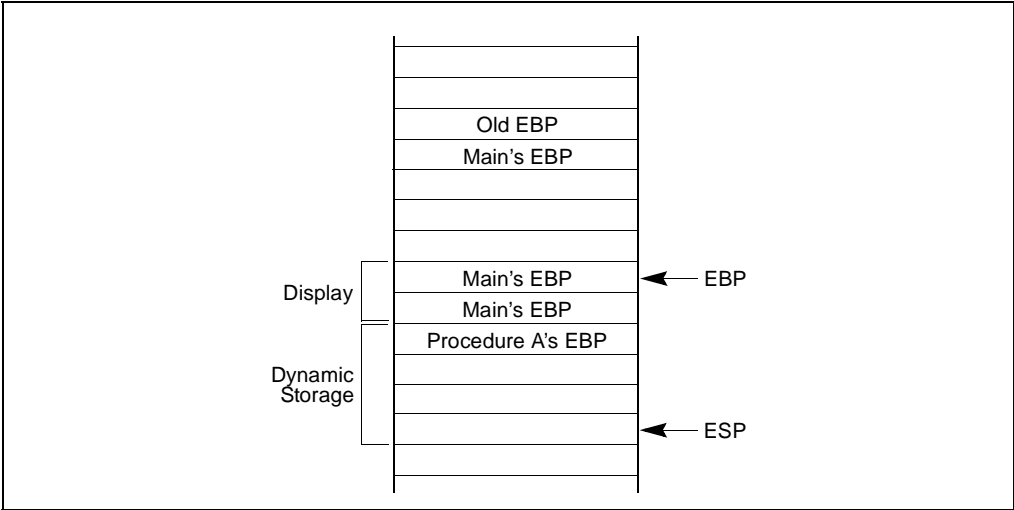 Old EBP
Main's EBP
Display
Main's EBP
EBP
Main's EBP
Procedure A's EBP
Dynamic
Storage
ESP